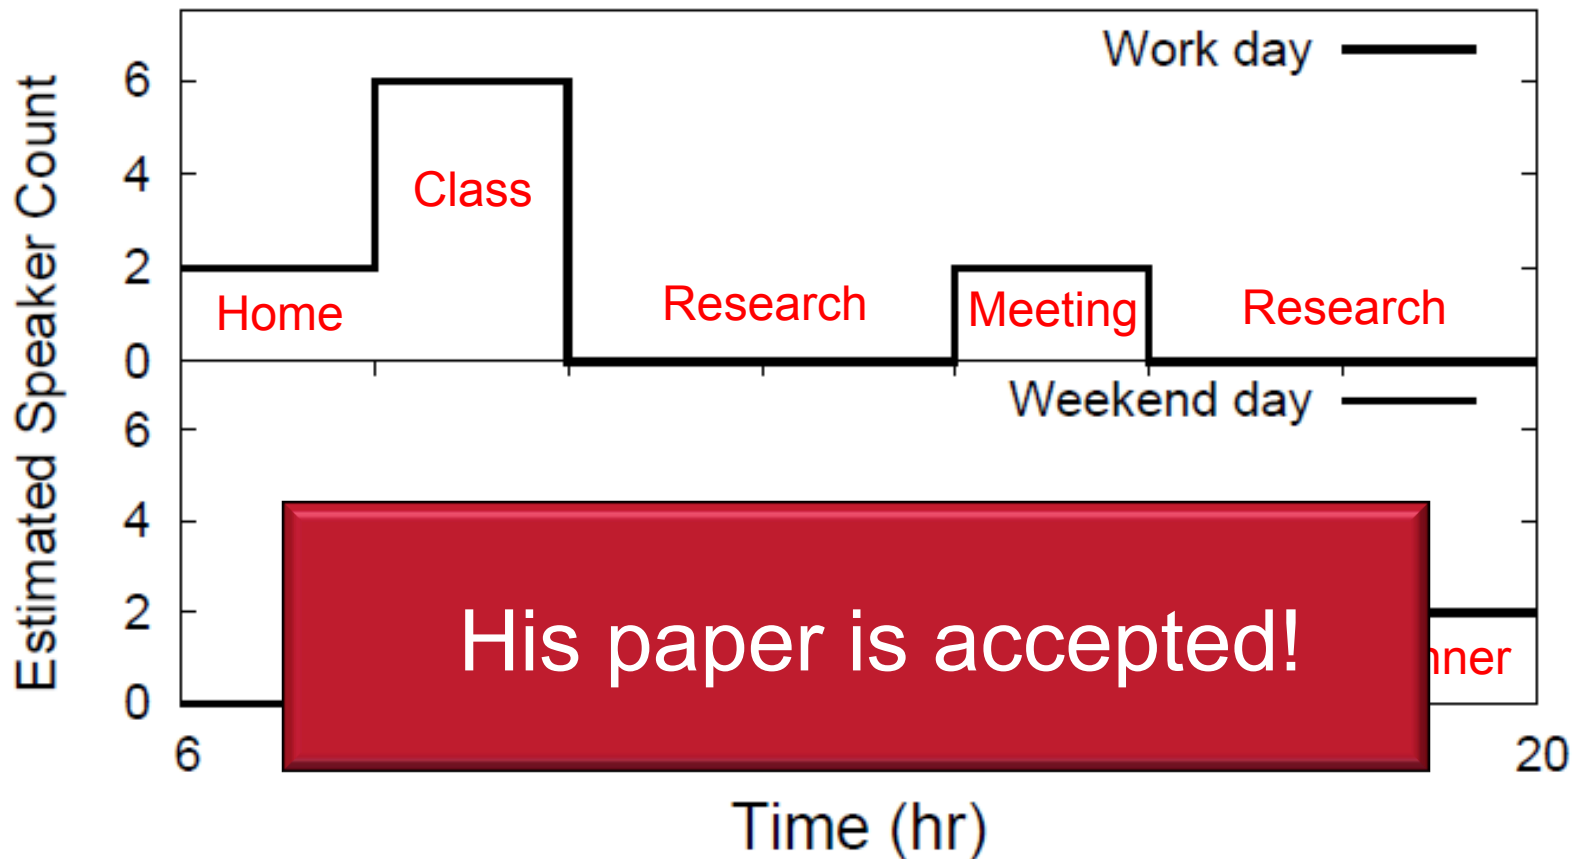 Estimated Speaker Count
Work day
6
4
2
0
Class
Home
Research
Meeting
Research
Weekend day
6
4
2
0
His paper is accepted!
nner
6
20
Time (hr)